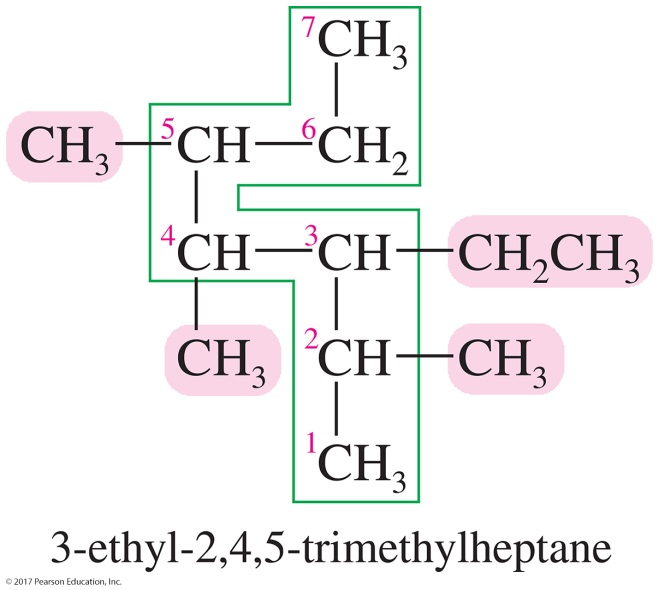 7CH3
CH3 5CH 6CH2
4CH 3CH CH2CH3
CH3 2CH CH3
1CH3
3-ethyl-2,4,5-trimethylheptane
© 2017 Pearson Education, Inc.